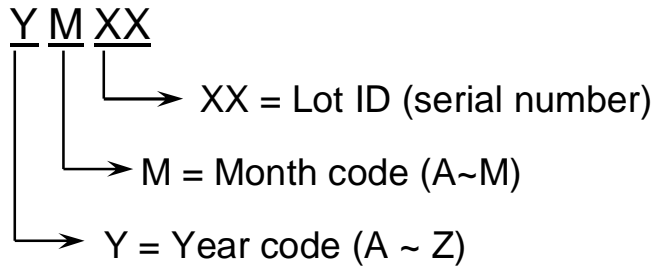 Y M XX
XX = Lot ID (serial number)
M = Month code (A~M)
Y = Year code (A ~ Z)